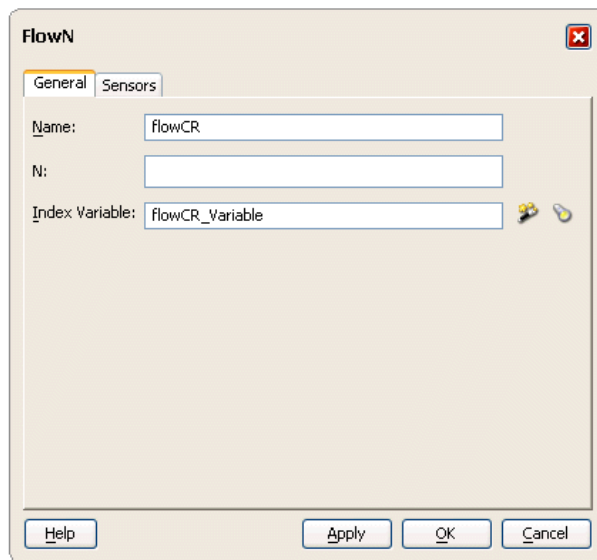 FlowN
General Sensors
Name: flowCR
N:
Index Variable: flowCR_Variable
Help Apply OK Cancel